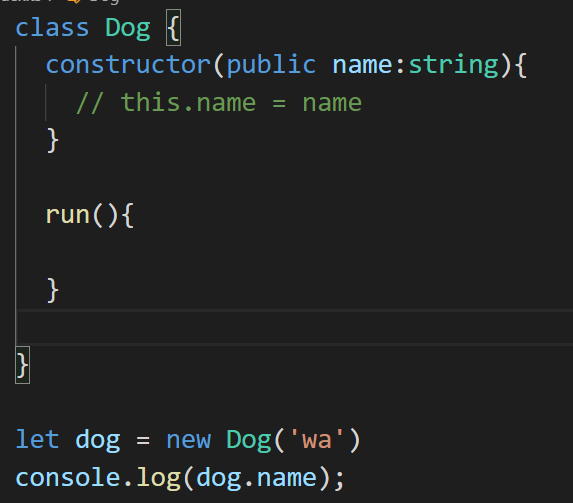 class Dog {
constructor(public name:string){
// this.name = name
}
run(){
}
}
let dog = new Dog('wa')
console.log(dog.name);